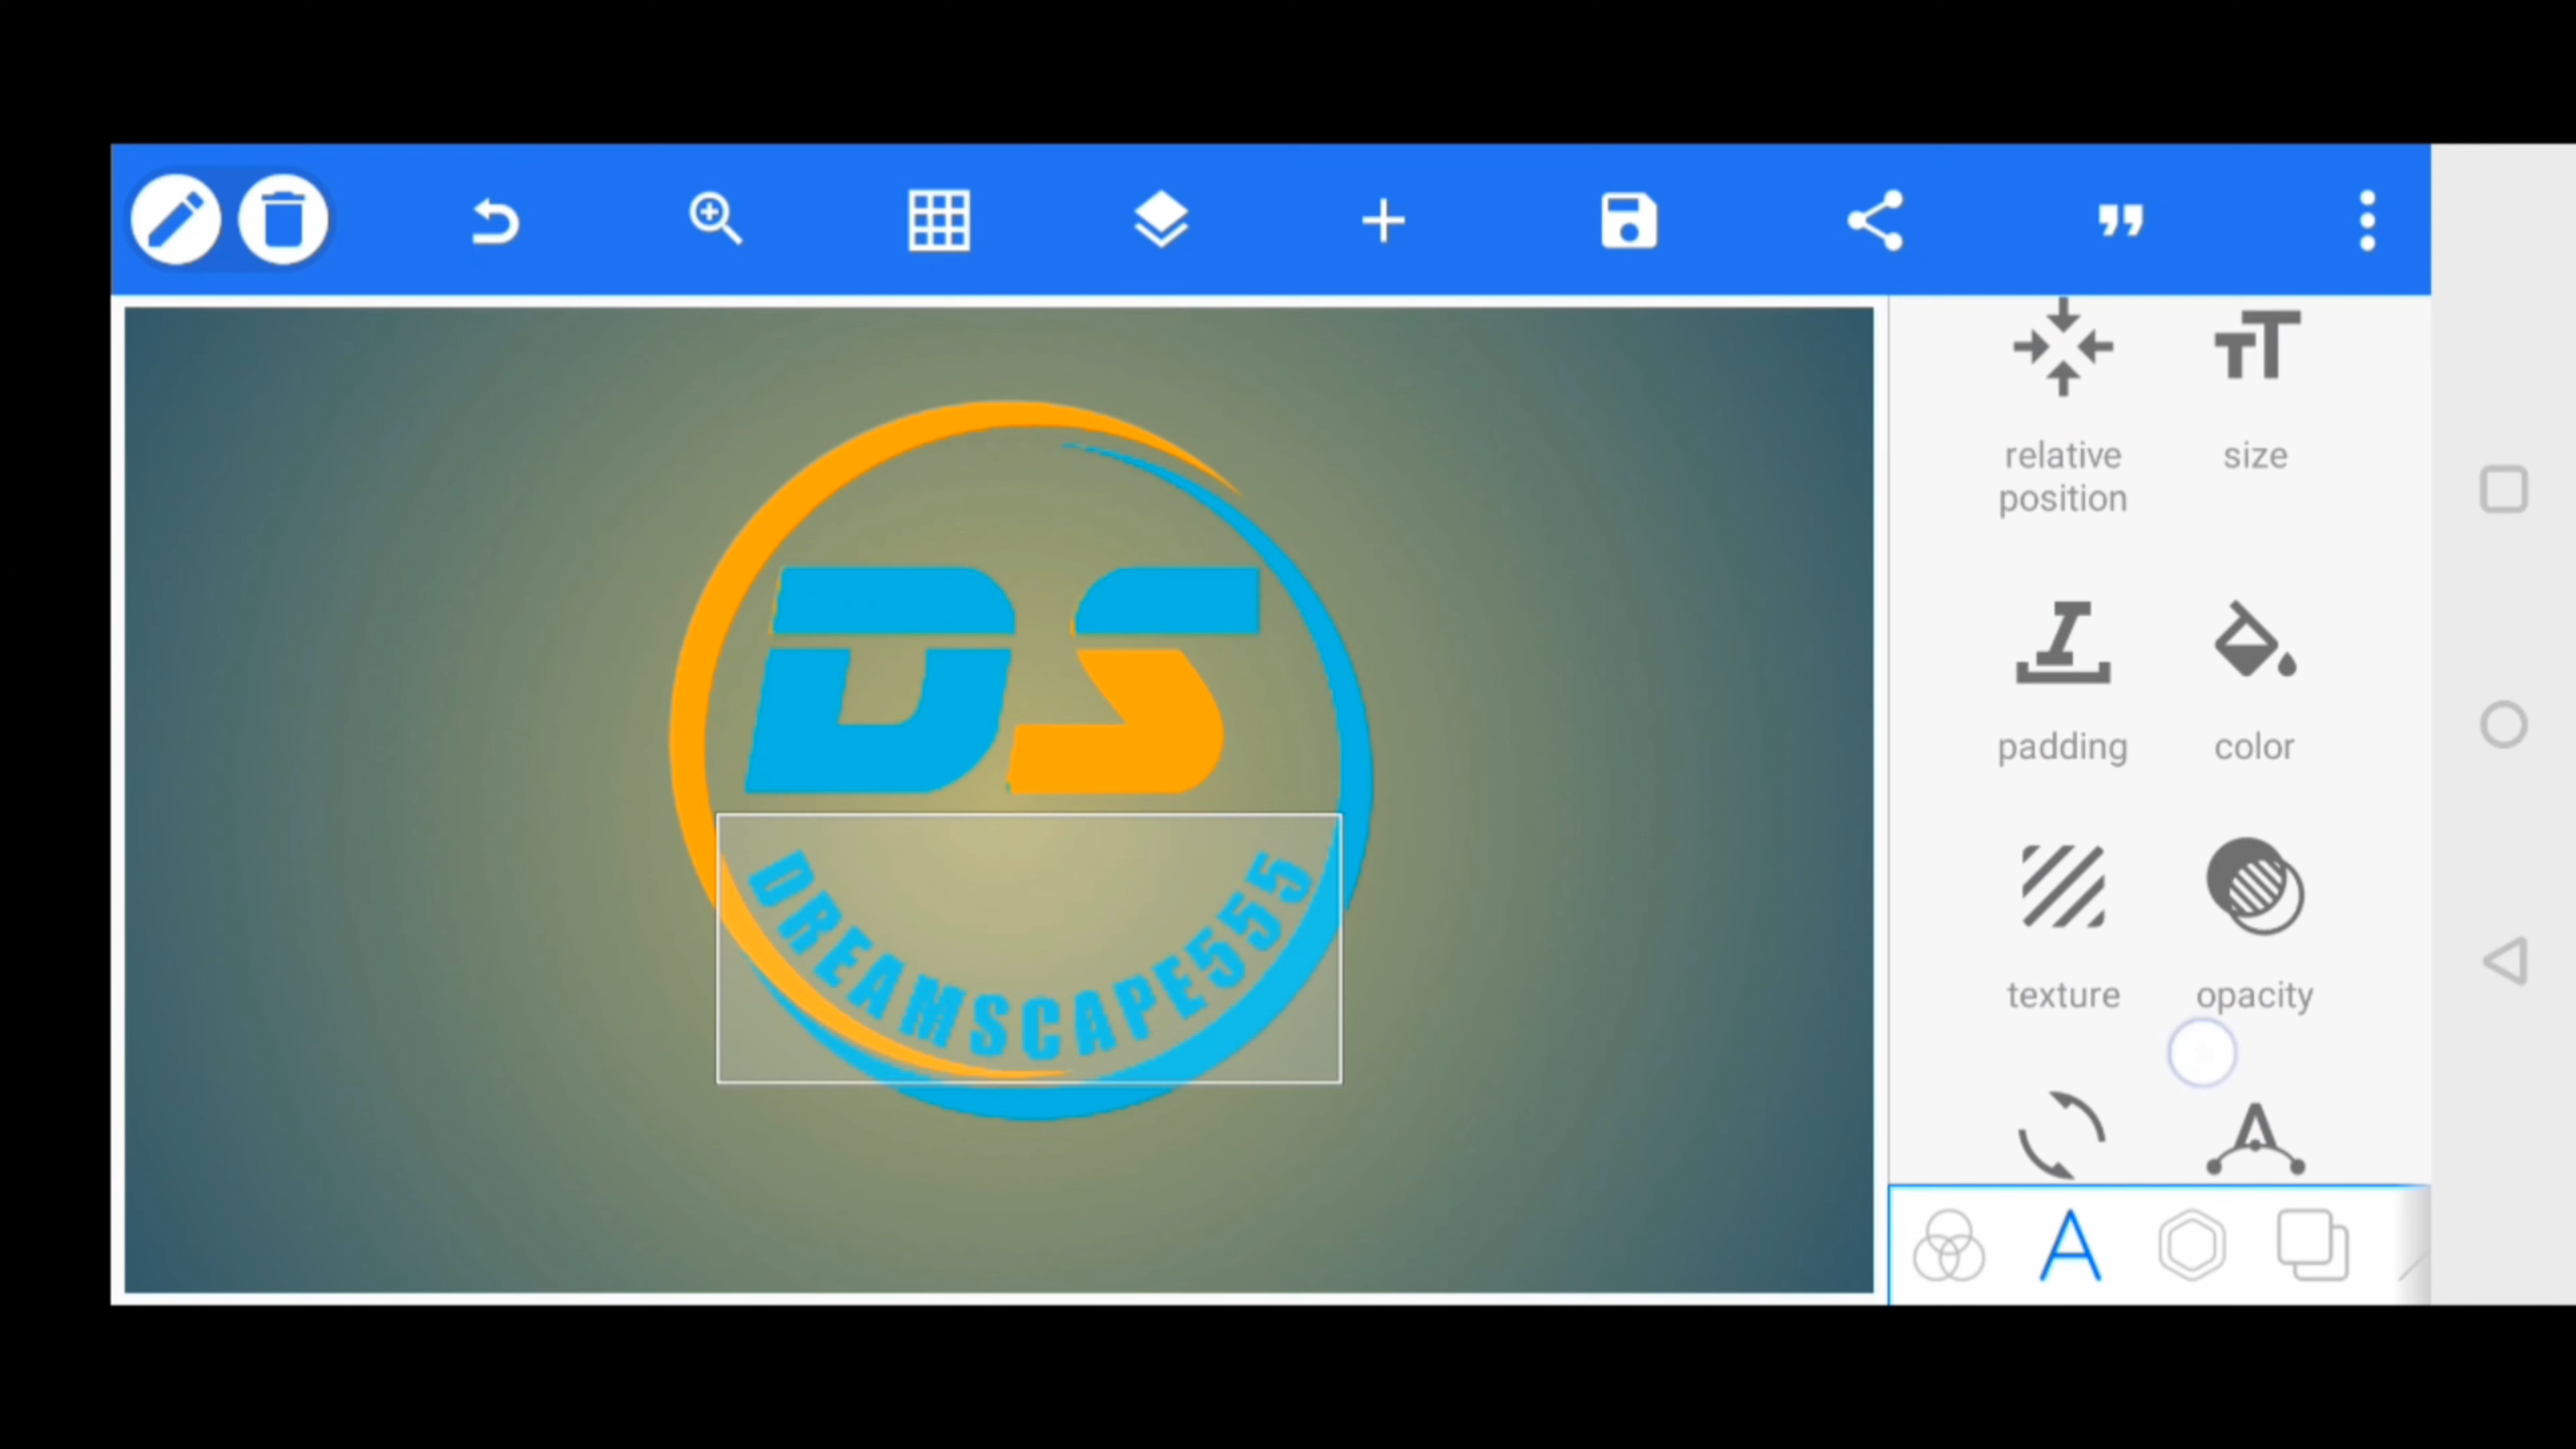 relative
position
size
padding
color
texture
opacity
DS
DREAMSCAPE555